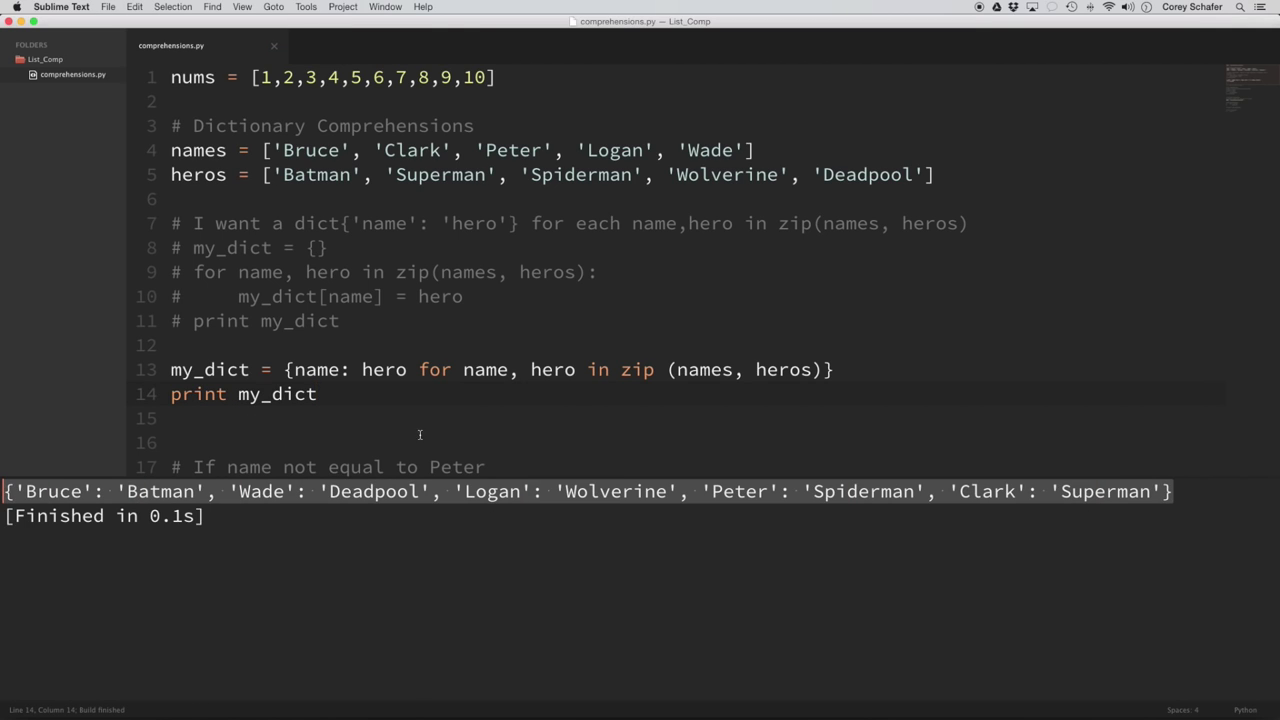 Sublime Text File Edit Selection Find View Goto Tools Project Window Help Corey Schafer
comprehensions.py — List_Comp
FOLDERS
List_Comp
comprehensions.py
comprehensions.py ×
1 nums = [1,2,3,4,5,6,7,8,9,10]
2
3 # Dictionary Comprehensions
4 names = ['Bruce', 'Clark', 'Peter', 'Logan', 'Wade']
5 heros = ['Batman', 'Superman', 'Spiderman', 'Wolverine', 'Deadpool']
6
7 # I want a dict{'name': 'hero'} for each name,hero in zip(names, heros)
8 # my_dict = {}
9 # for name, hero in zip(names, heros):
10 #     my_dict[name] = hero
11 # print my_dict
12
13 my_dict = {name: hero for name, hero in zip (names, heros)}
14 print my_dict
15
16
17 # If name not equal to Peter
{'Bruce': 'Batman', 'Wade': 'Deadpool', 'Logan': 'Wolverine', 'Peter': 'Spiderman', 'Clark': 'Superman'}
[Finished in 0.1s]
Line 14, Column 14; Build finished Spaces: 4 Python